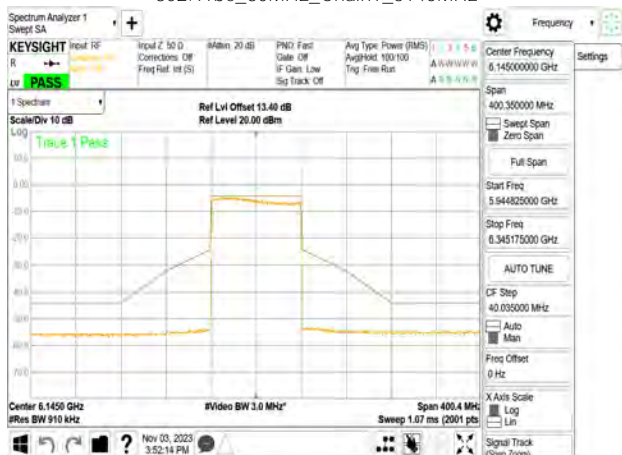 Spectrum Analyzer 1
Swept SA
Frequency
KEYSIGHT Input: RF
Input Z: 50 Ω
#Atten: 20 dB
PNO: Fast
Avg Type: Power (RMS)
Center Frequency
Settings
R
Corrections: Off
Gate: Off
Avg|Hold: 100/100
6.145000000 GHz
Freq Ref: Int (S)
IF Gain: Low
Trig: Free Run
Sig Track: Off
PASS
Span
400.350000 MHz
1 Spectrum
Ref Lvl Offset 13.40 dB
Scale/Div 10 dB
Ref Level 20.00 dBm
Swept Span
Zero Span
Log
Trace 1 Pass
Full Span
Start Freq
5.944825000 GHz
Stop Freq
6.345175000 GHz
AUTO TUNE
CF Step
40.035000 MHz
Auto
Man
Freq Offset
0 Hz
X Axis Scale
Log
Lin
Center 6.1450 GHz
#Video BW 3.0 MHz*
Span 400.4 MHz
#Res BW 910 kHz
Sweep 1.07 ms (2001 pts)
Nov 03, 2023
3:52:14 PM
Signal Track
(Span Zoom)